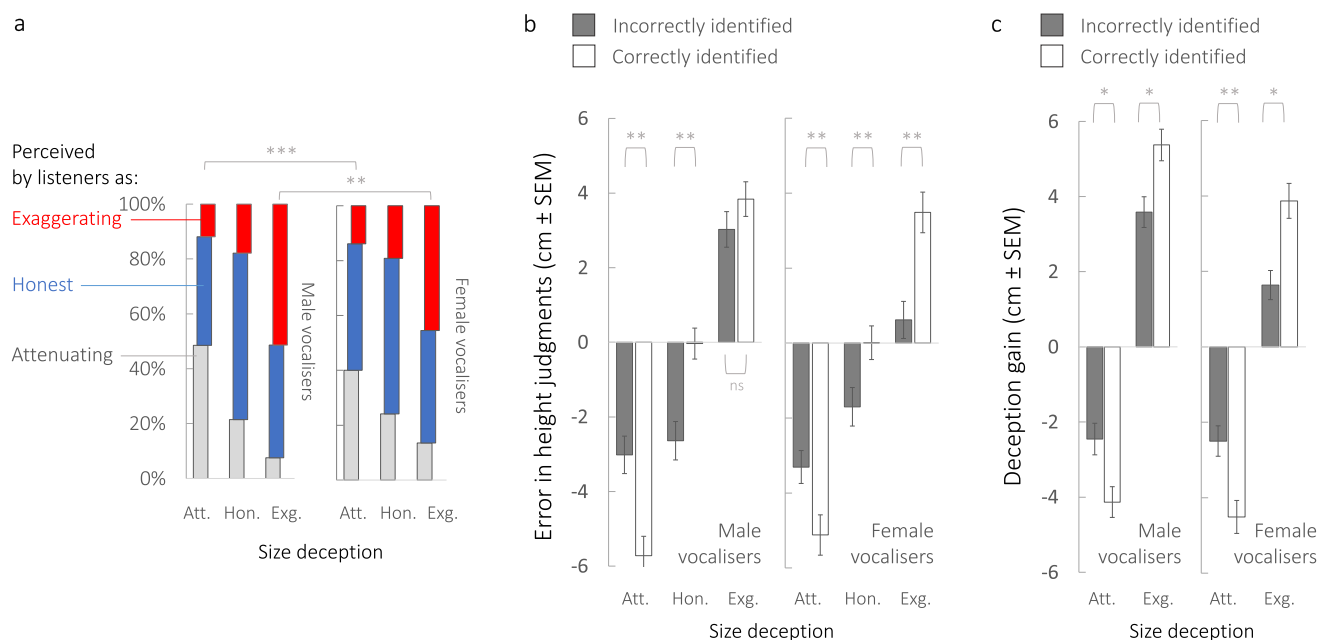 a
Perceived
by listeners as:
Exaggerating
Honest
Attenuating
***
**
100%
80%
60%
40%
20%
0%
Male vocalisers
Female vocalisers
Att. Hon. Exg. Att. Hon. Exg.
Size deception
b
Incorrectly identified
Correctly identified
Error in height judgments (cm ± SEM)
6
4
2
0
-2
-4
-6
** ** ** ** **
ns
Male
vocalisers
Female
vocalisers
Att. Hon. Exg. Att. Hon. Exg.
Size deception
c
Incorrectly identified
Correctly identified
Deception gain (cm ± SEM)
6
4
2
0
-2
-4
6
* * ** *
Male
vocalisers
Female
vocalisers
Att. Exg. Att. Exg.
Size deception